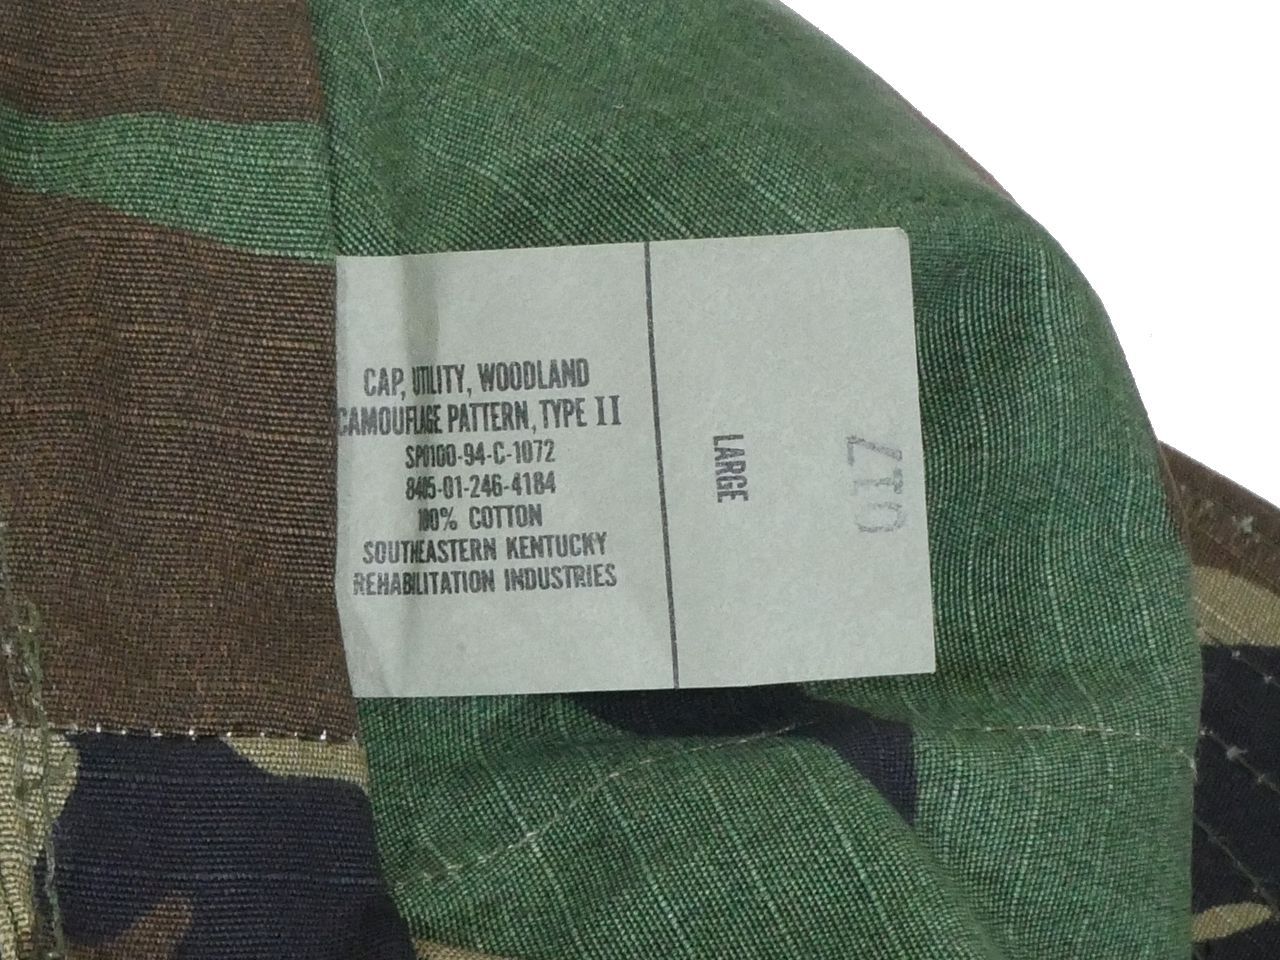 CAP, UTILITY, WOODLAND
CAMOUFLAGE PATTERN, TYPE II
SP0100-94-C-1072
8405-01-246-4184
100% COTTON
SOUTHEASTERN KENTUCKY
REHABILITATION INDUSTRIES
LARGE